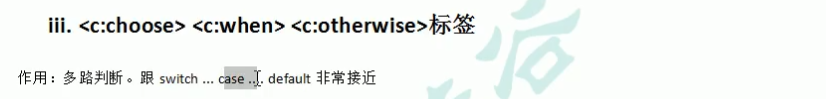 iii. <c:choose> <c:when> <c:otherwise>标签
作用：多路判断。跟 switch ... case .... default 非常接近